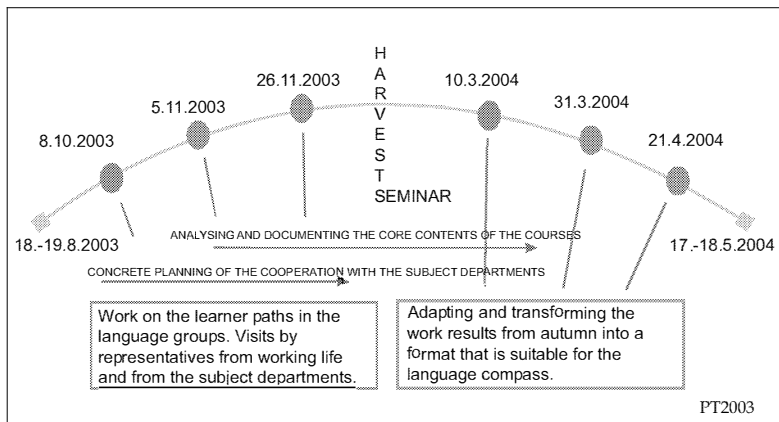 HARVEST
SEMINAR
18.-19.8.2003
8.10.2003
5.11.2003
26.11.2003
10.3.2004
31.3.2004
21.4.2004
17.-18.5.2004
ANALYSING AND DOCUMENTING THE CORE CONTENTS OF THE COURSES
CONCRETE PLANNING OF THE COOPERATION WITH THE SUBJECT DEPARTMENTS
Work on the learner paths in the
language groups. Visits by
representatives from working life
and from the subject departments.
Adapting and transforming the
work results from autumn into a
format that is suitable for the
language compass.
PT2003